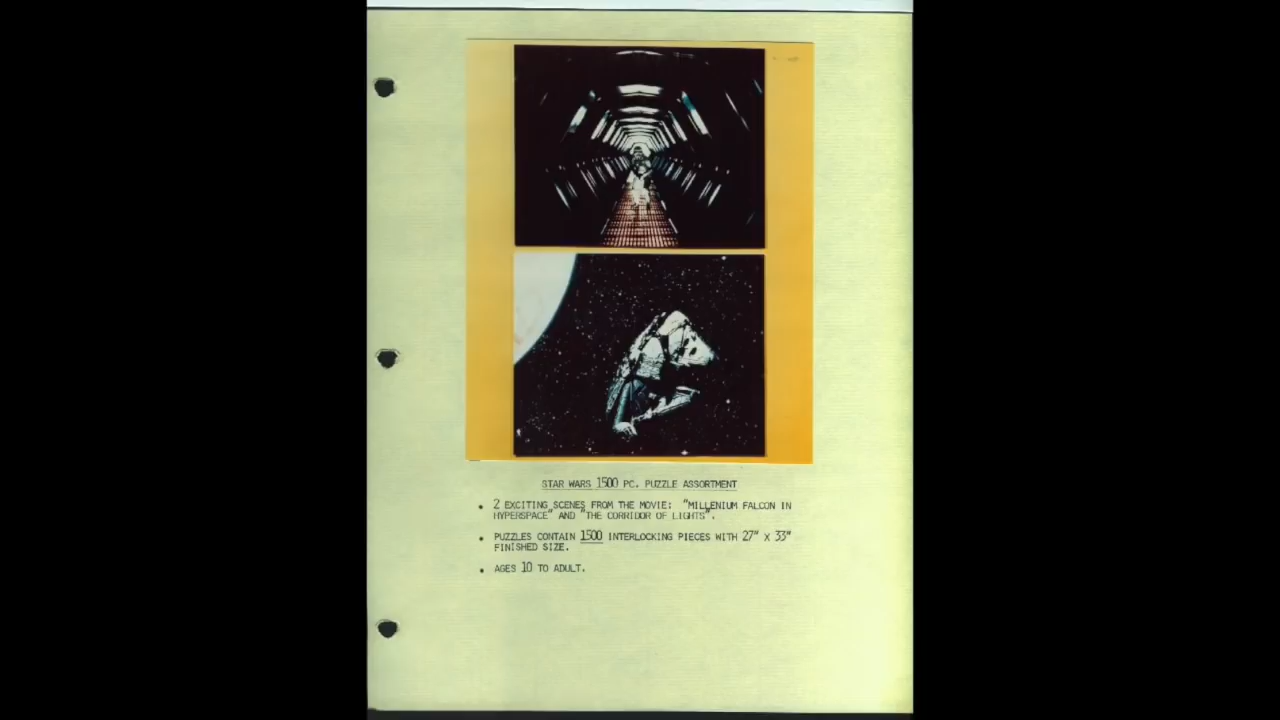 STAR WARS 1500 PC. PUZZLE ASSORTMENT
• 2 EXCITING SCENES FROM THE MOVIE: "MILLENIUM FALCON IN
HYPERSPACE" AND "THE CORRIDOR OF LIGHTS".
• PUZZLES CONTAIN 1500 INTERLOCKING PIECES WITH 27" X 33"
FINISHED SIZE.
• AGES 10 TO ADULT.